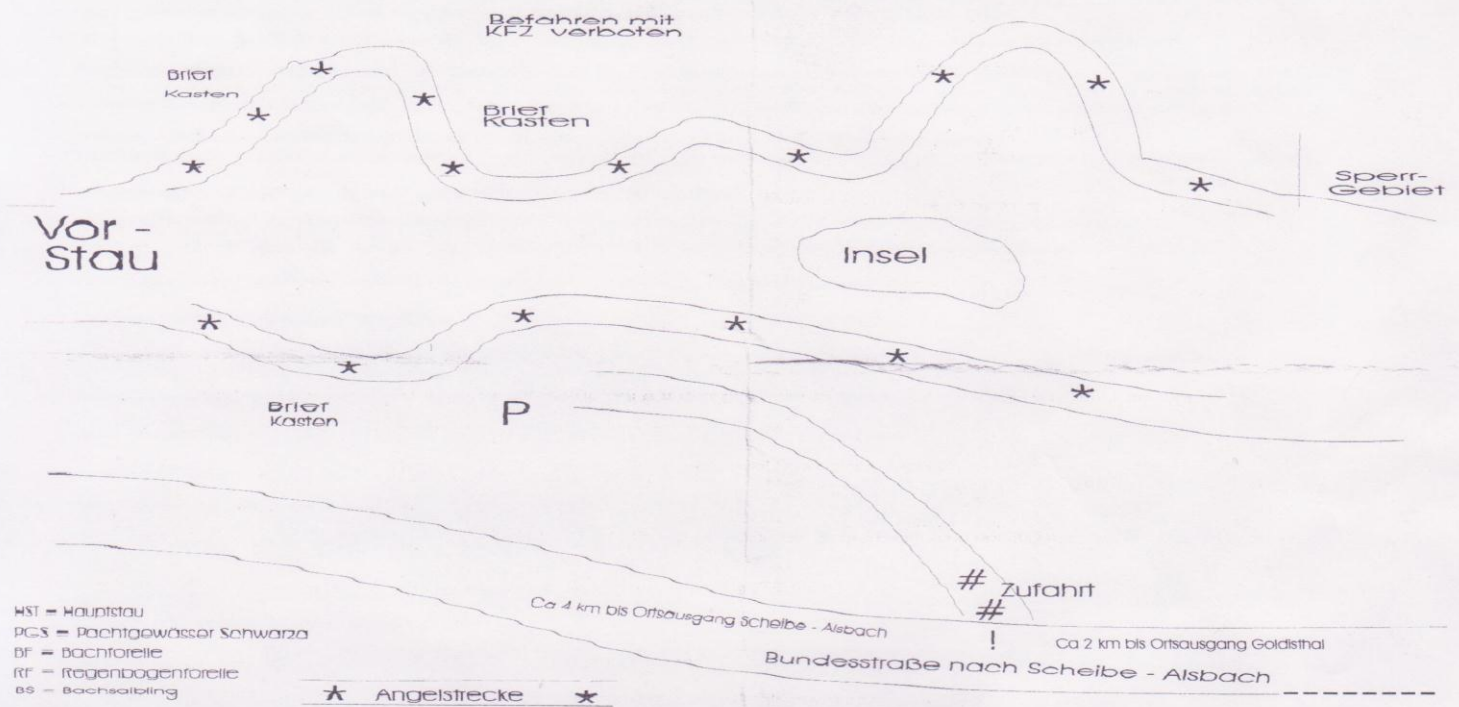 Befahren mit
KFZ verboten
Brief
Kasten
Brief
Kasten
Sperr-
Gebiet
Vor -
Stau
Insel
Brief
Kasten
P
#
#
Zufahrt
!
Ca 4 km bis Ortsausgang Scheibe - Alsbach
Ca 2 km bis Ortsausgang Goldisthal
Bundesstraße nach Scheibe - Alsbach
HST = Hauptstau
PGS = Pachtgewässer Schwarza
BF = Bachforelle
RF = Regenbogenforelle
BS = Bachsaibling
* Angelstrecke *